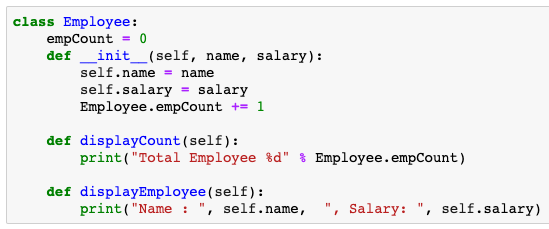 class Employee:
    empCount = 0
    def __init__(self, name, salary):
        self.name = name
        self.salary = salary
        Employee.empCount += 1

    def displayCount(self):
        print("Total Employee %d" % Employee.empCount)

    def displayEmployee(self):
        print("Name : ", self.name,  ", Salary: ", self.salary)